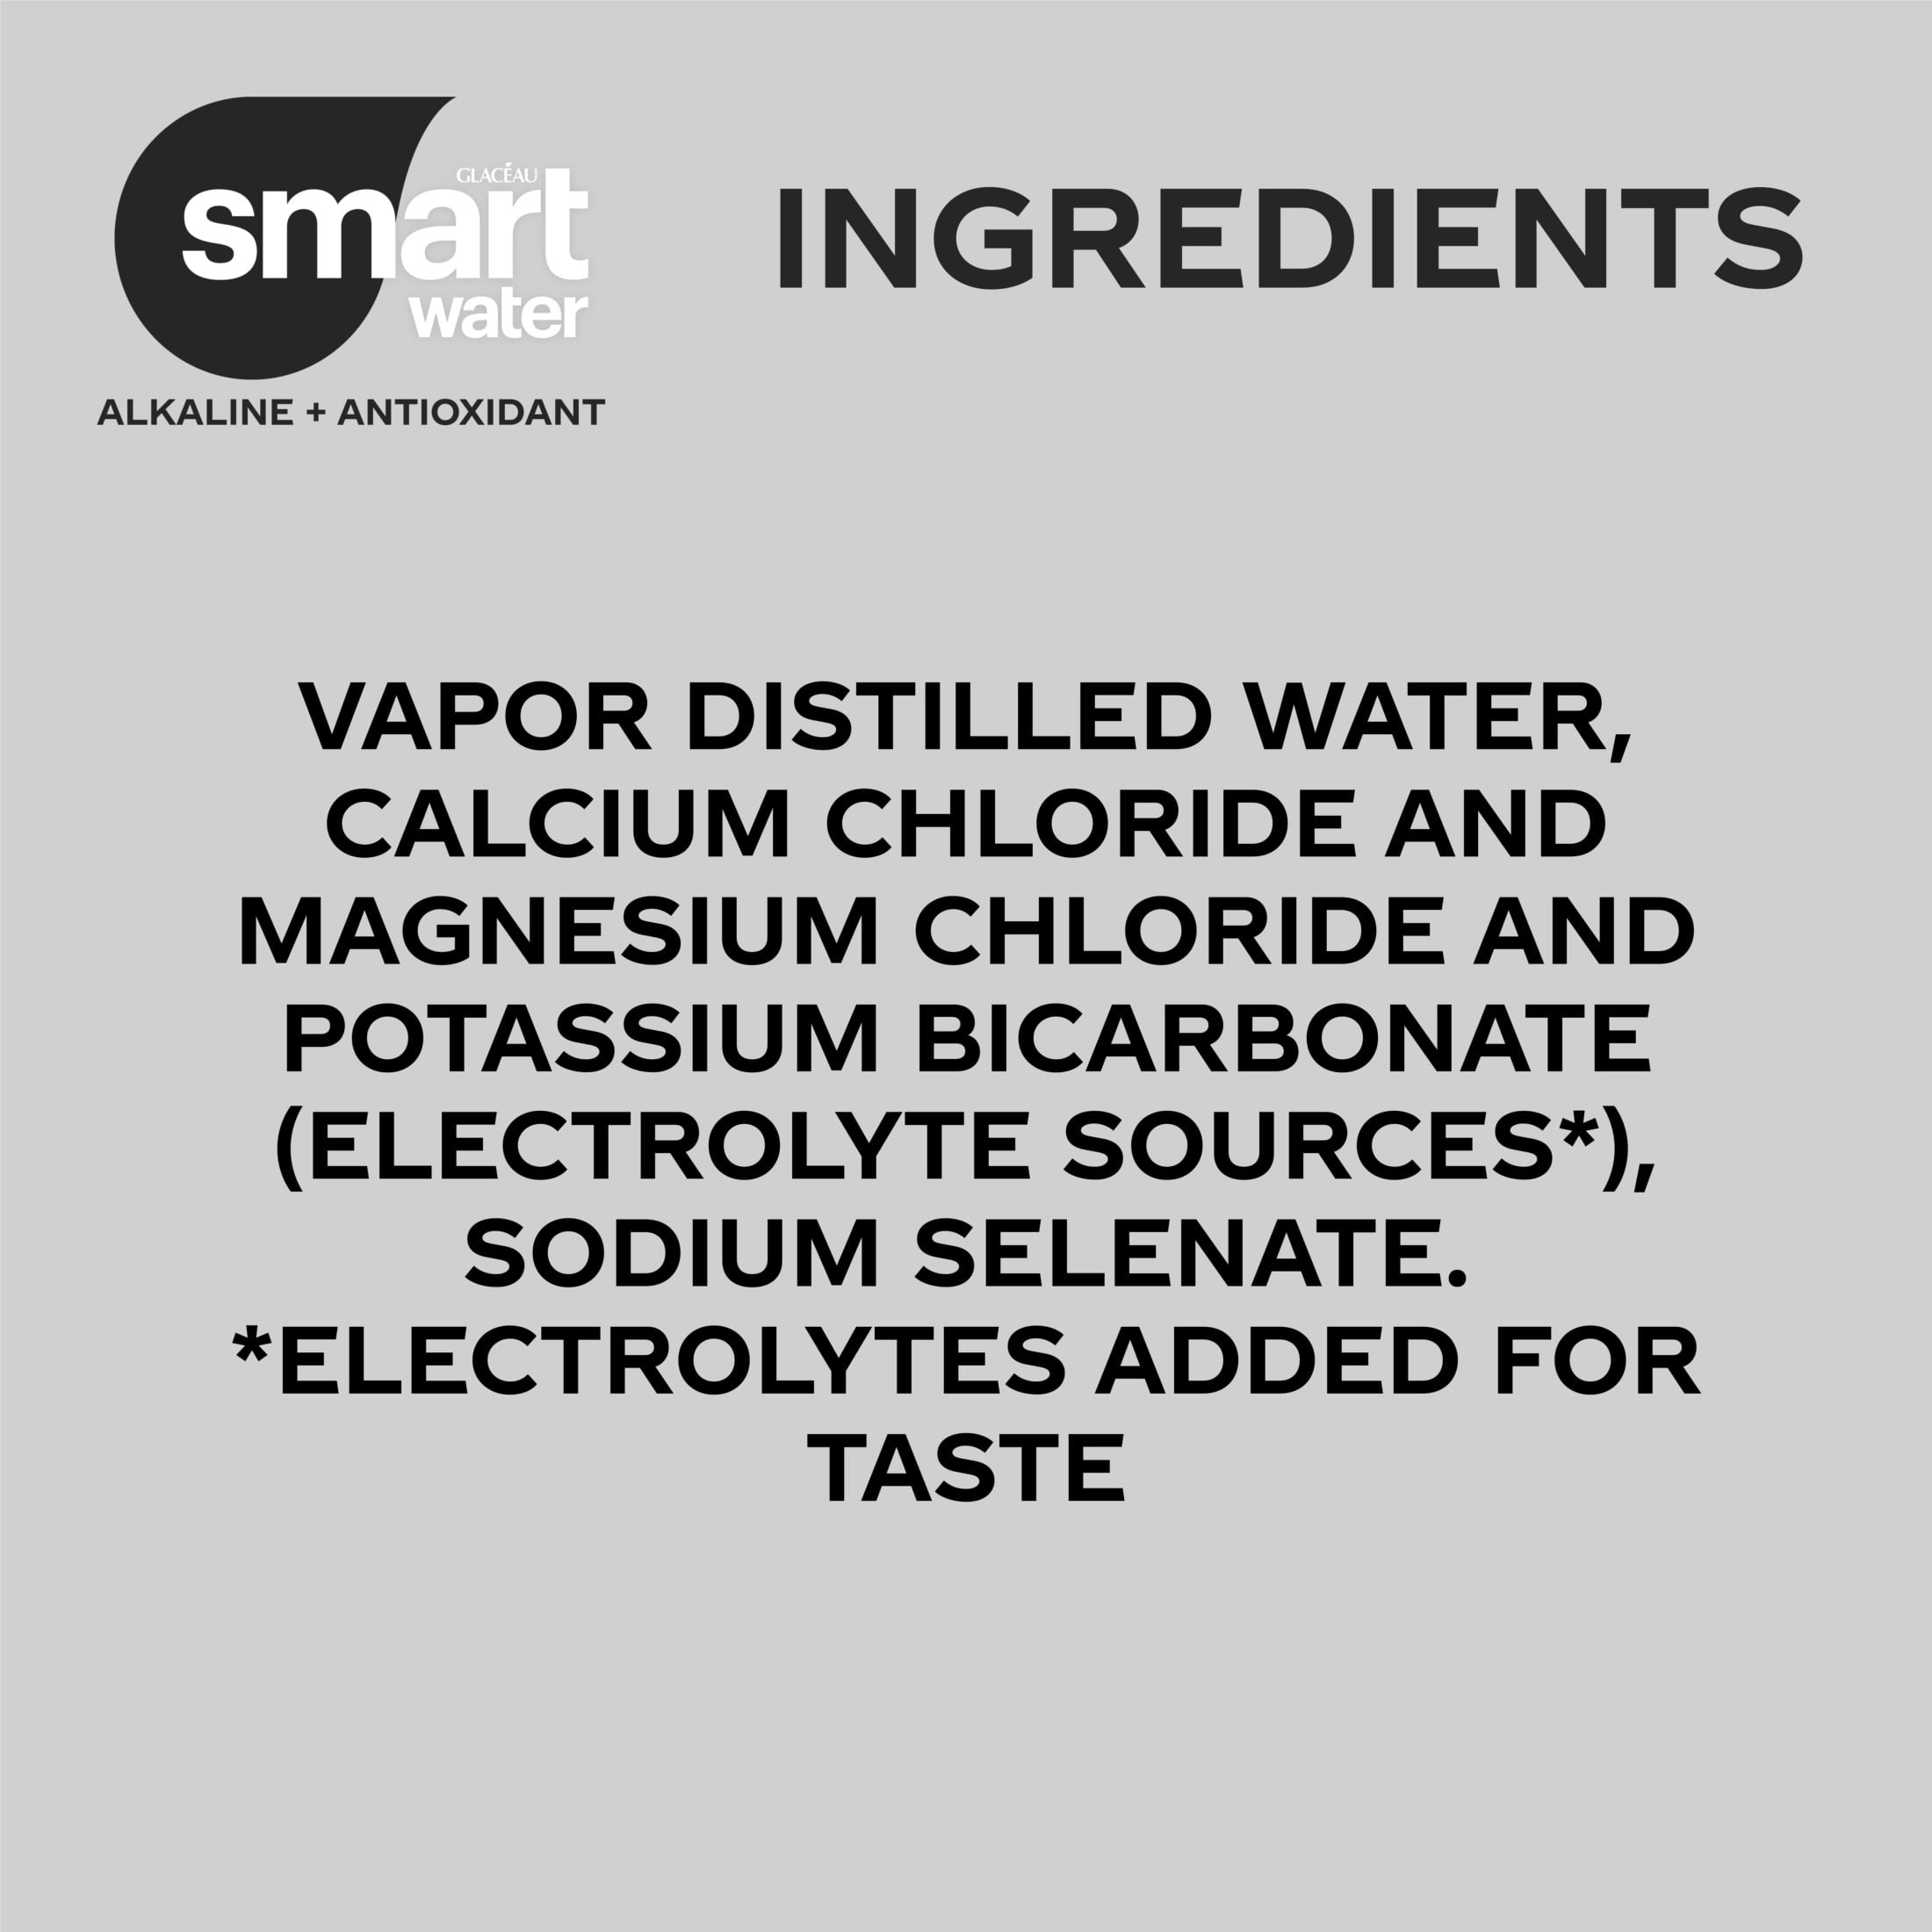 GLACÉAU
smart
water
ALKALINE + ANTIOXIDANT
INGREDIENTS
VAPOR DISTILLED WATER,
CALCIUM CHLORIDE AND
MAGNESIUM CHLORIDE AND
POTASSIUM BICARBONATE
(ELECTROLYTE SOURCES*),
SODIUM SELENATE.
*ELECTROLYTES ADDED FOR
TASTE